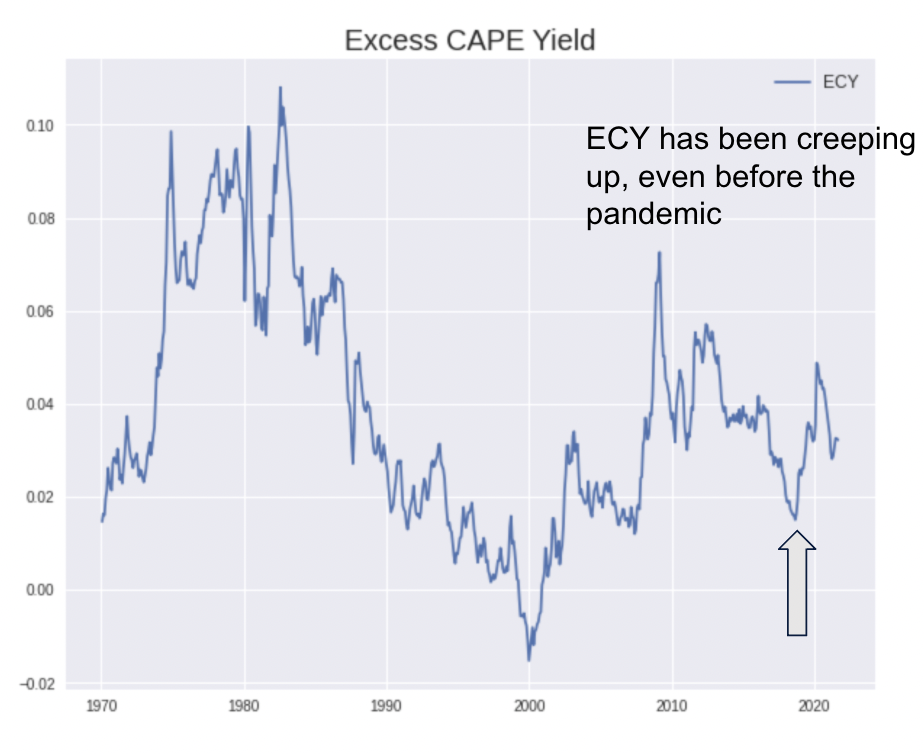 Excess CAPE Yield
ECY
ECY has been creeping
up, even before the
pandemic
0.10
0.08
0.06
0.04
0.02
0.00
−0.02
1970
1980
1990
2000
2010
2020